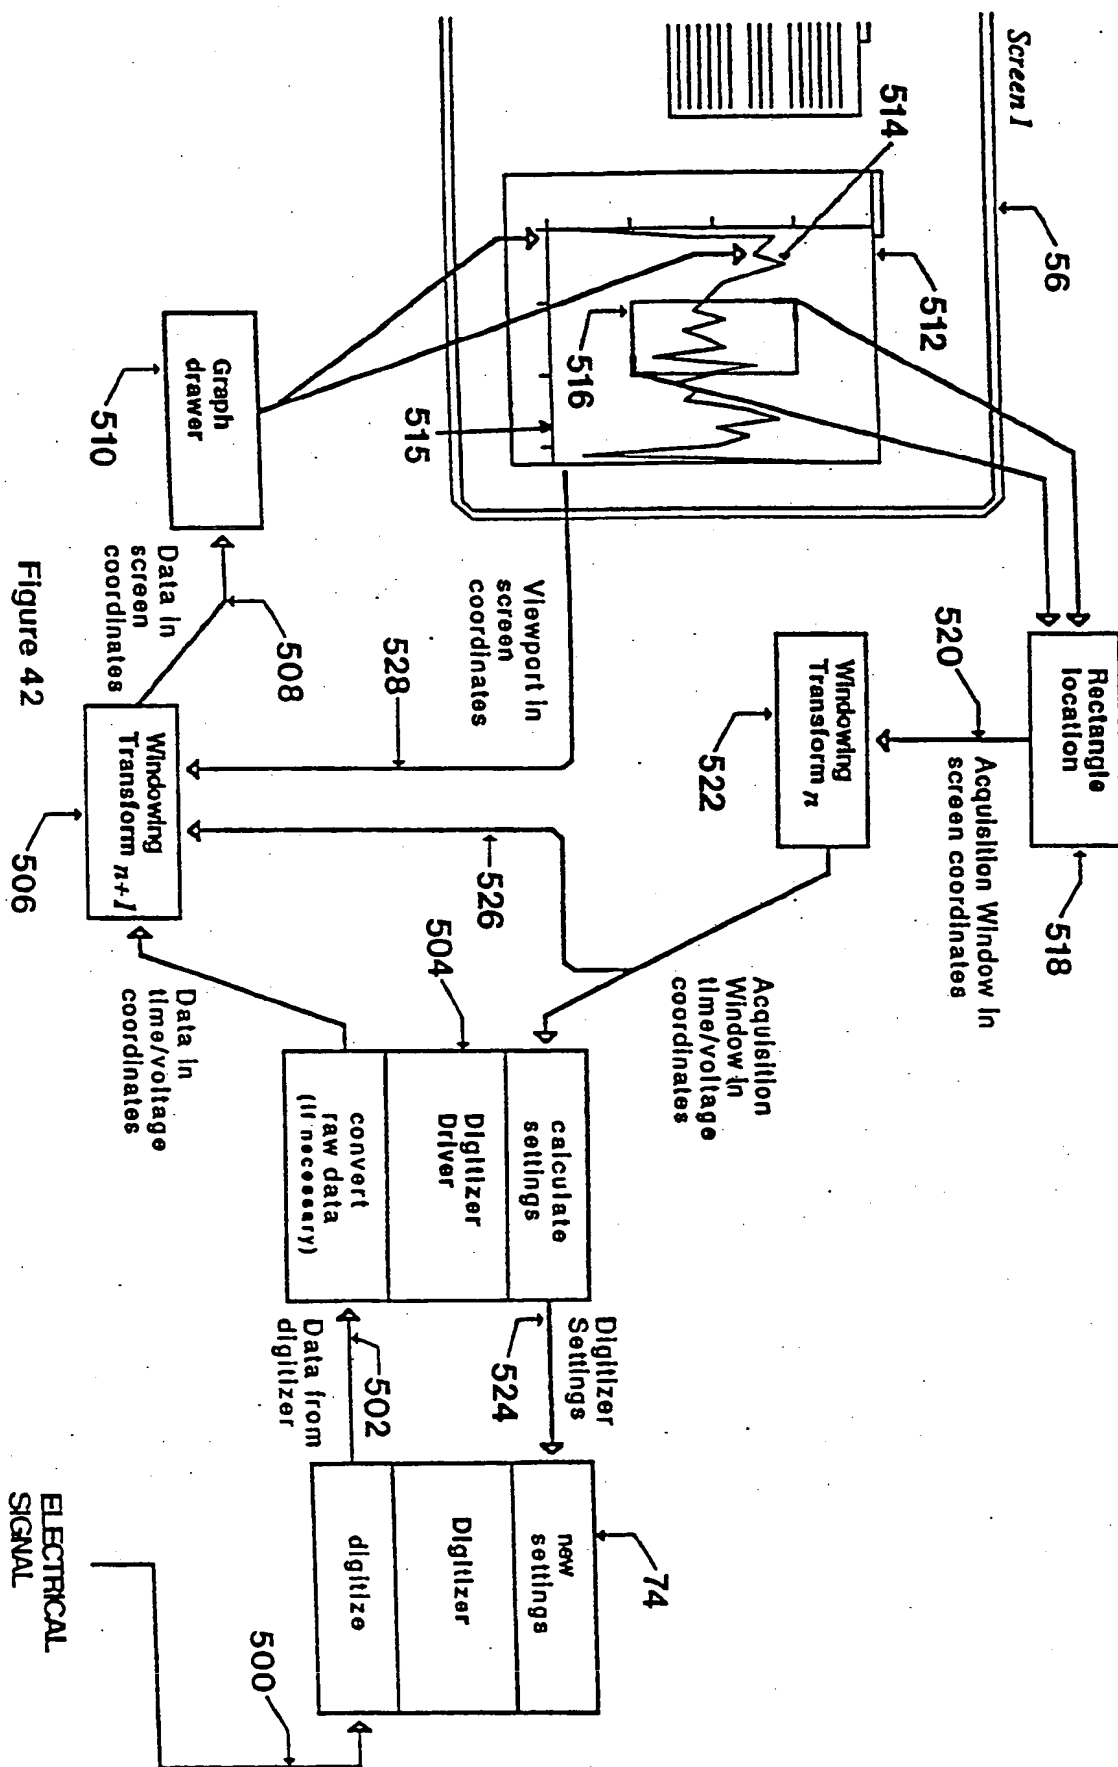 Screen 1
56
514
512
516
515
Rectangle
location
518
520
Acquisition Window in
screen coordinates
Windowing
Transform n
522
Viewport in
screen
coordinates
528
526
Acquisition
Window in
time/voltage
coordinates
Graph
drawer
510
Data in
screen
coordinates
508
Windowing
Transform n+1
506
Data in
time/voltage
coordinates
504
calculate
settings
Digitizer
Driver
convert
raw data
(if necessary)
Digitizer
Settings
524
502
Data from
digitizer
new
settings
Digitizer
digitize
74
500
ELECTRICAL
SIGNAL
Figure 42